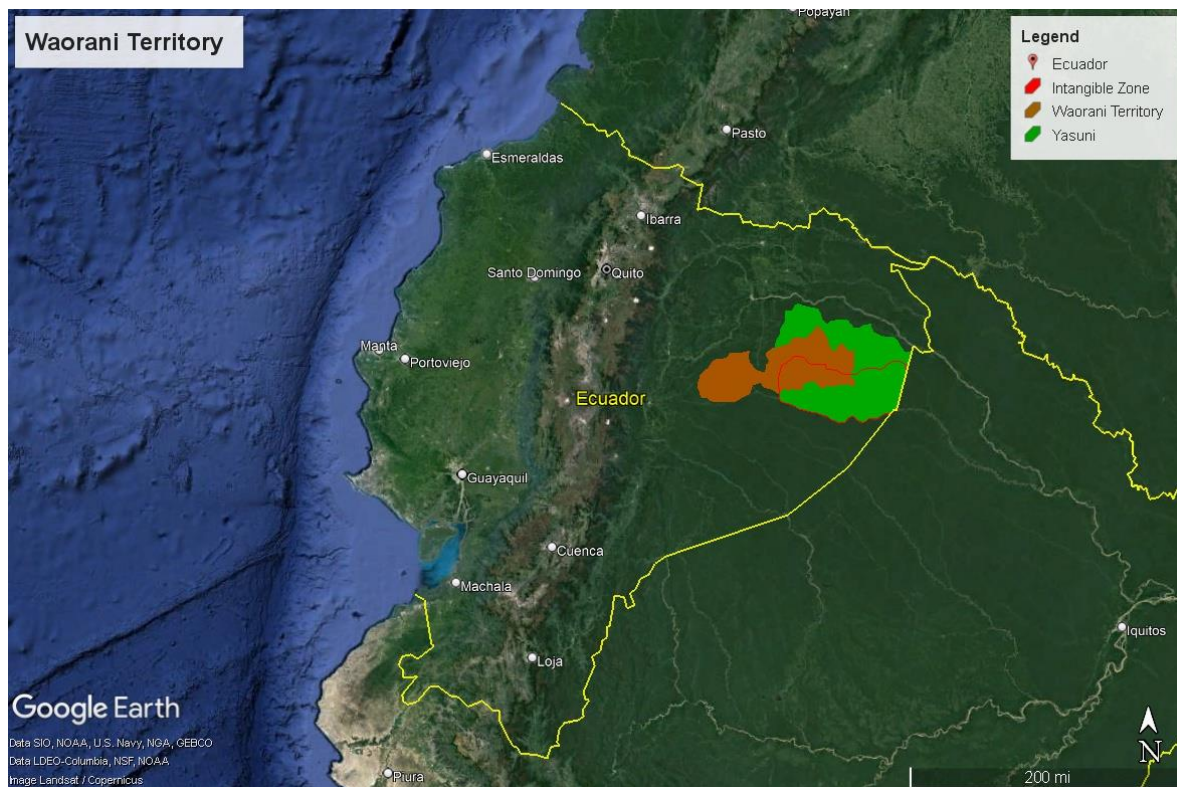 Waorani Territory
Legend
Ecuador
Intangible Zone
Waorani Territory
Yasuni
Popayan
Pasto
Esmeraldas
Ibarra
Santo Domingo
Quito
Manta
Portoviejo
Ecuador
Guayaquil
Cuenca
Machala
Iquitos
Loja
Google Earth
Data SIO, NOAA, U.S. Navy, NGA, GEBCO
Data LDEO-Columbia, NSF, NOAA
Image Landsat / Copernicus
Piura
N
200 mi